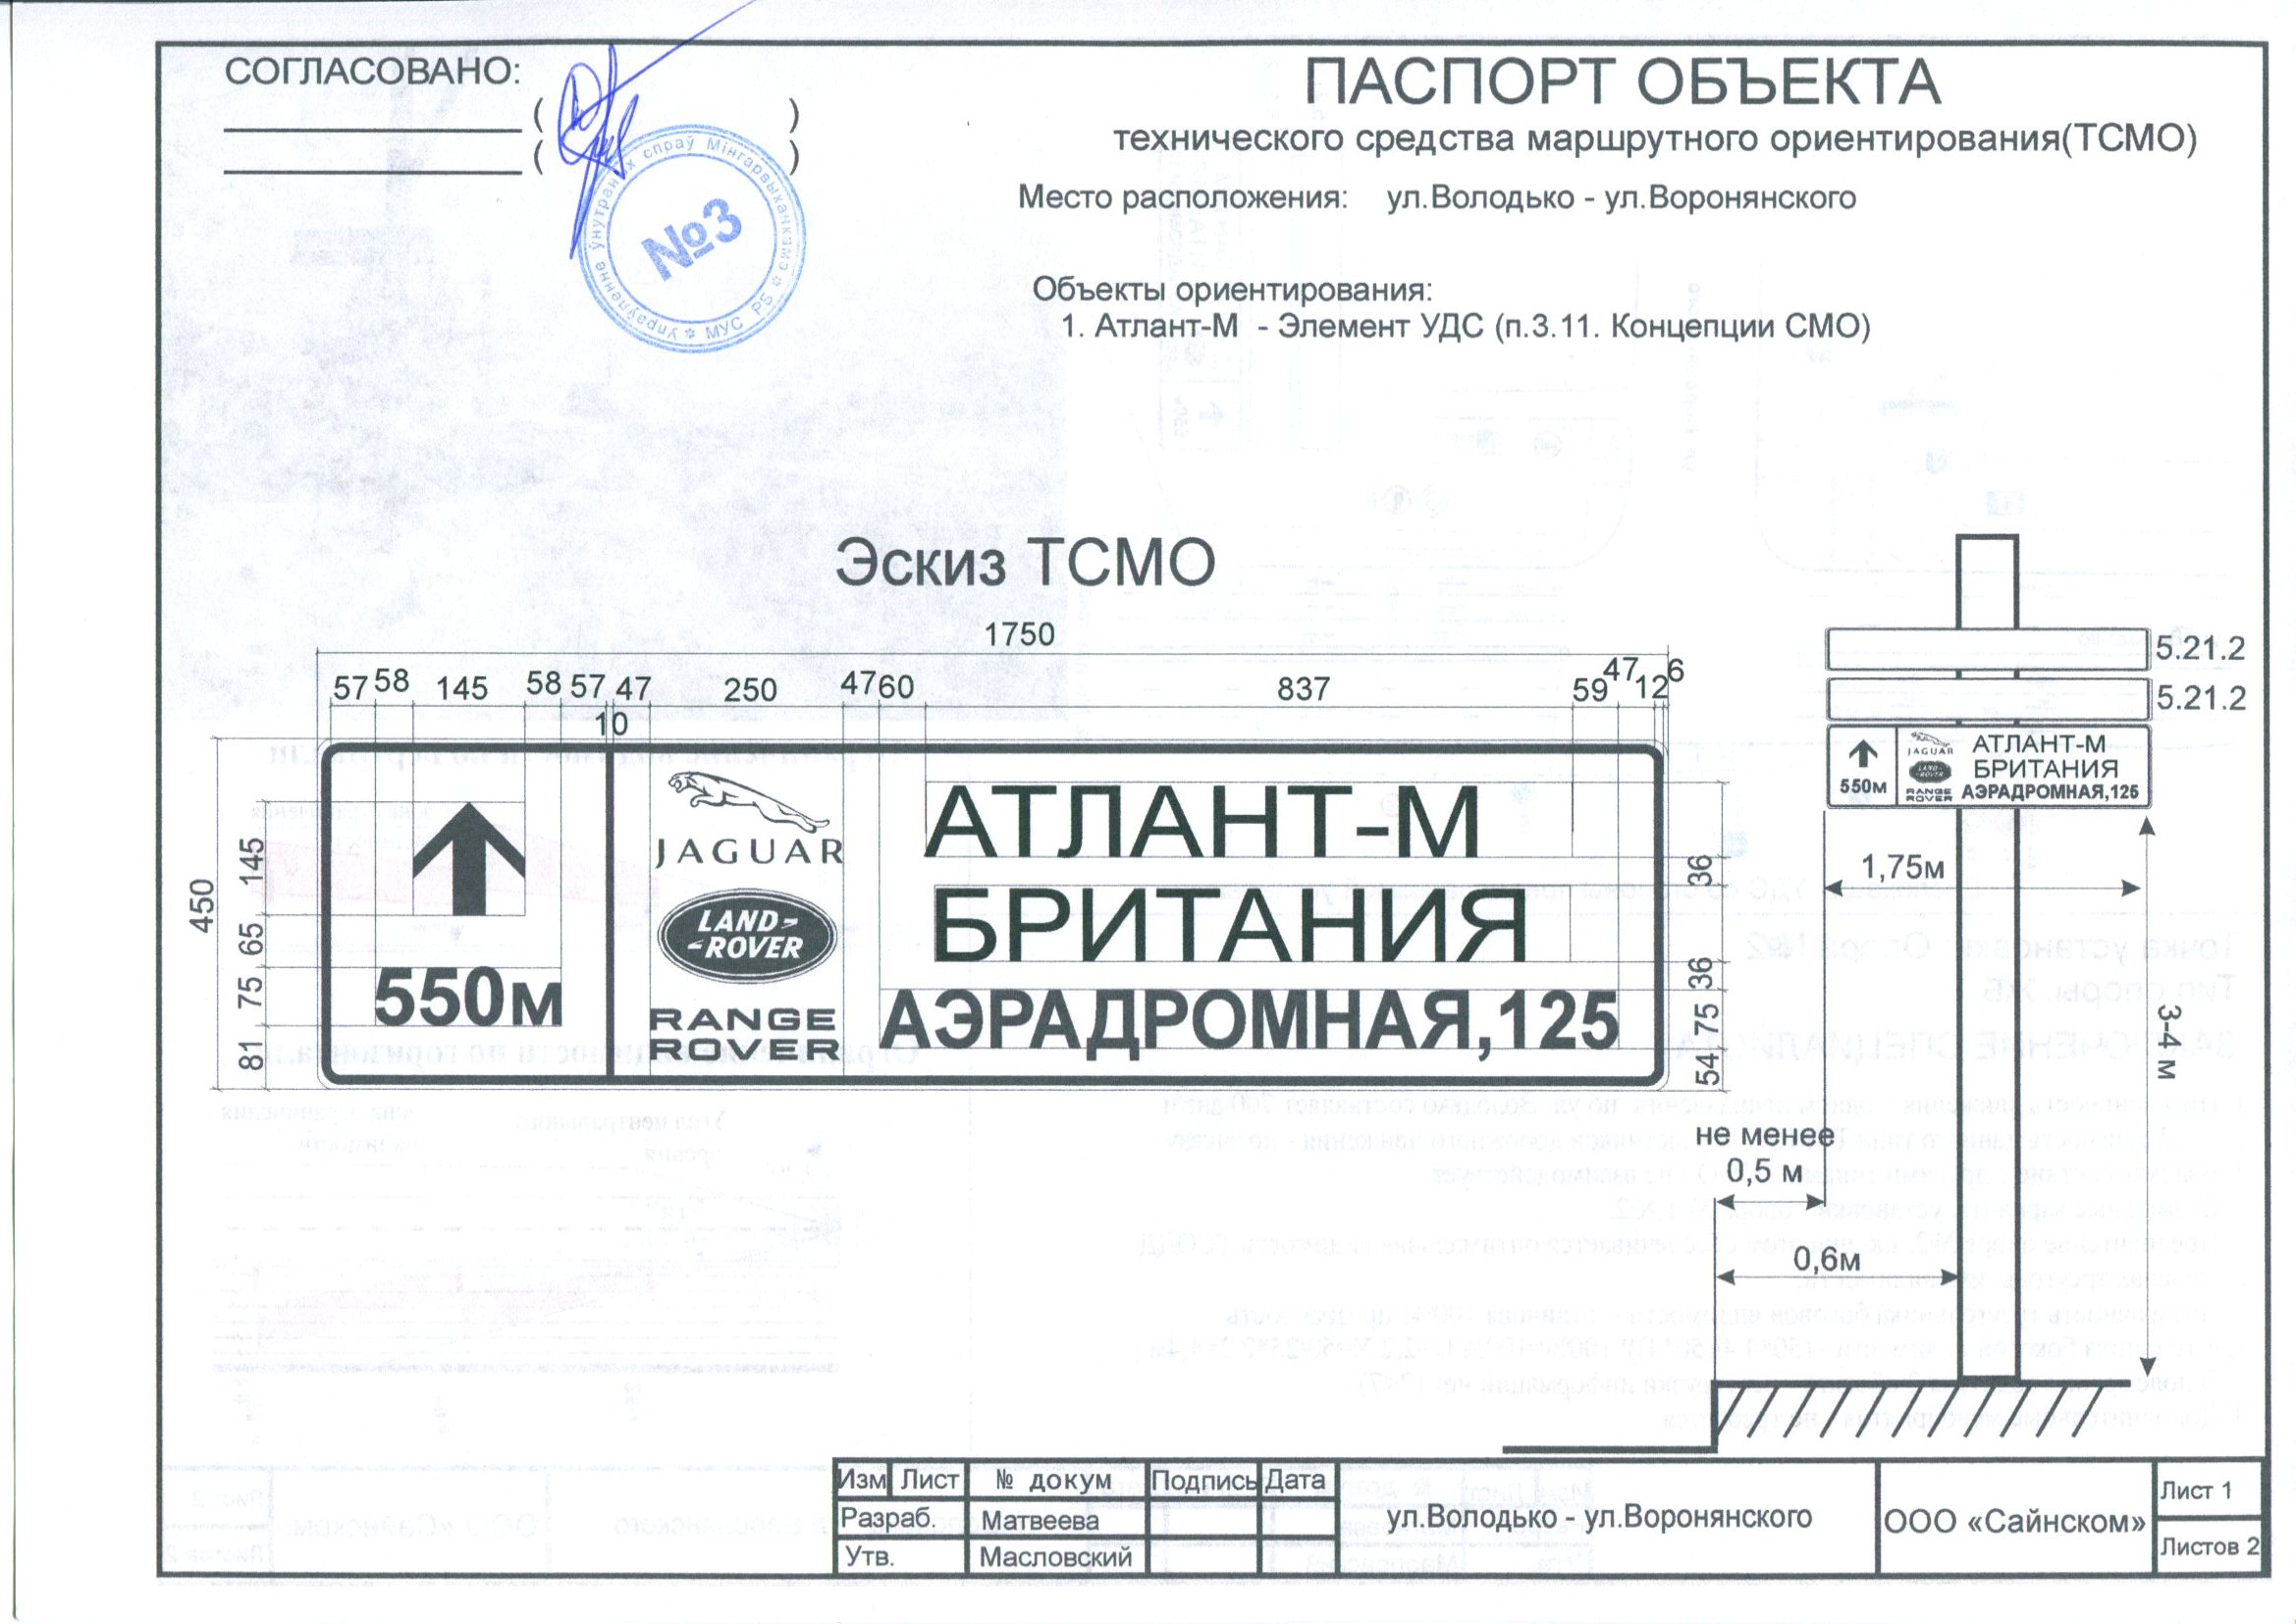 СОГЛАСОВАНО:
( )
( )
упраўленне ўнутраных спраў Мінгарвыканкама ✡ МУС РБ ✡
№3
ПАСПОРТ ОБЪЕКТА
технического средства маршрутного ориентирования(ТСМО)
Место расположения: ул.Володько - ул.Воронянского
Объекты ориентирования:
1. Атлант-М - Элемент УДС (п.3.11. Концепции СМО)
Эскиз ТСМО
1750
57 58 145 58 57 47 250 47 60 837 59 47 12 6
10
450
145
65
75
81
550м
JAGUAR
LAND
ROVER
RANGE
ROVER
АТЛАНТ-М
БРИТАНИЯ
АЭРАДРОМНАЯ,125
36
36
75
54
5.21.2
5.21.2
550м
JAGUAR
LAND
ROVER
RANGE
ROVER
АТЛАНТ-М
БРИТАНИЯ
АЭРАДРОМНАЯ,125
1,75м
3-4 м
не менее
0,5 м
0,6м
Изм Лист № докум Подпись Дата
Разраб. Матвеева
Утв. Масловский
ул.Володько - ул.Воронянского
ООО «Сайнском»
Лист 1
Листов 2